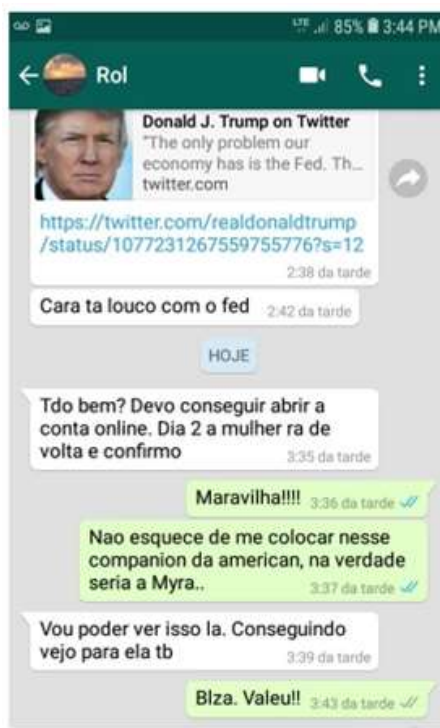 LTE 85% 3:44 PM
Rol
Donald J. Trump on Twitter
"The only problem our
economy has is the Fed. Th...
twitter.com
https://twitter.com/realdonaldtrump
/status/1077231267559755776?s=12
2:38 da tarde
Cara ta louco com o fed 2:42 da tarde
HOJE
Tdo bem? Devo conseguir abrir a
conta online. Dia 2 a mulher ra de
volta e confirmo
3:35 da tarde
Maravilha!!!! 3:36 da tarde
Nao esquece de me colocar nesse
companion da american, na verdade
seria a Myra.. 3:37 da tarde
Vou poder ver isso la. Conseguindo
vejo para ela tb 3:39 da tarde
Blza. Valeu!! 3:43 da tarde